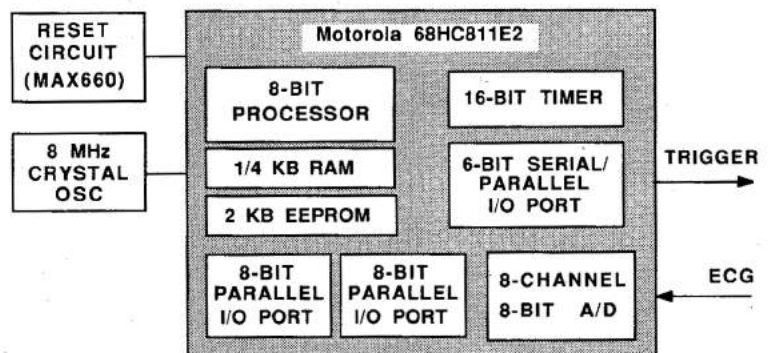 RESET
CIRCUIT
(MAX660)
8 MHz
CRYSTAL
OSC
Motorola 68HC811E2
8-BIT
PROCESSOR
1/4 KB RAM
2 KB EEPROM
8-BIT
PARALLEL
I/O PORT
8-BIT
PARALLEL
I/O PORT
16-BIT TIMER
6-BIT SERIAL/
PARALLEL
I/O PORT
8-CHANNEL
8-BIT A/D
TRIGGER
ECG